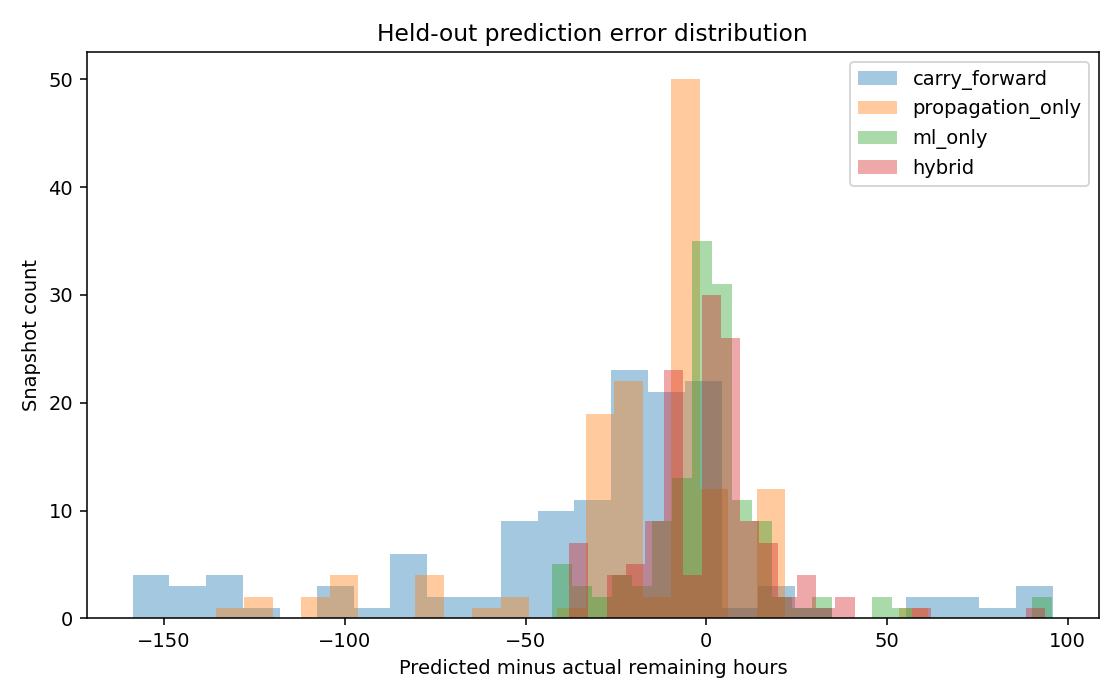 Held-out prediction error distribution
carry_forward
propagation_only
ml_only
hybrid
Snapshot count
50
40
30
20
10
0
−150
−100
−50
0
50
100
Predicted minus actual remaining hours